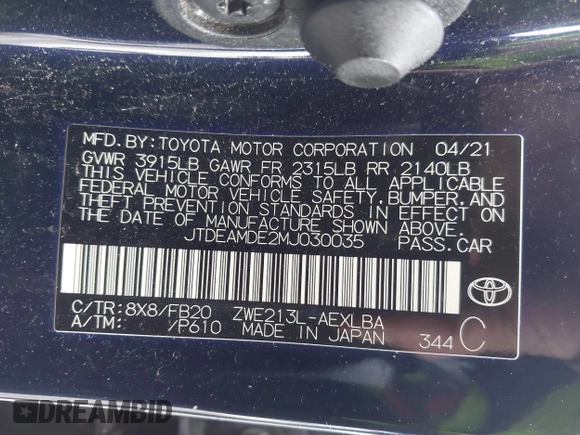 MFD.BY:TOYOTA MOTOR CORPORATION 04/21
GVWR 3915LB GAWR FR 2315LB RR 2140LB
THIS VEHICLE CONFORMS TO ALL APPLICABLE
FEDERAL MOTOR VEHICLE SAFETY,BUMPER,AND
THEFT PREVENTION STANDARDS IN EFFECT ON
THE DATE OF MANUFACTURE SHOWN ABOVE.
JTDEAMDE2MJ030035 PASS.CAR
C/TR:8X8/FB20 ZWE213L-AEXLBA
A/TM: /P610 MADE IN JAPAN 344 C
TOYOTA
DREAMBID